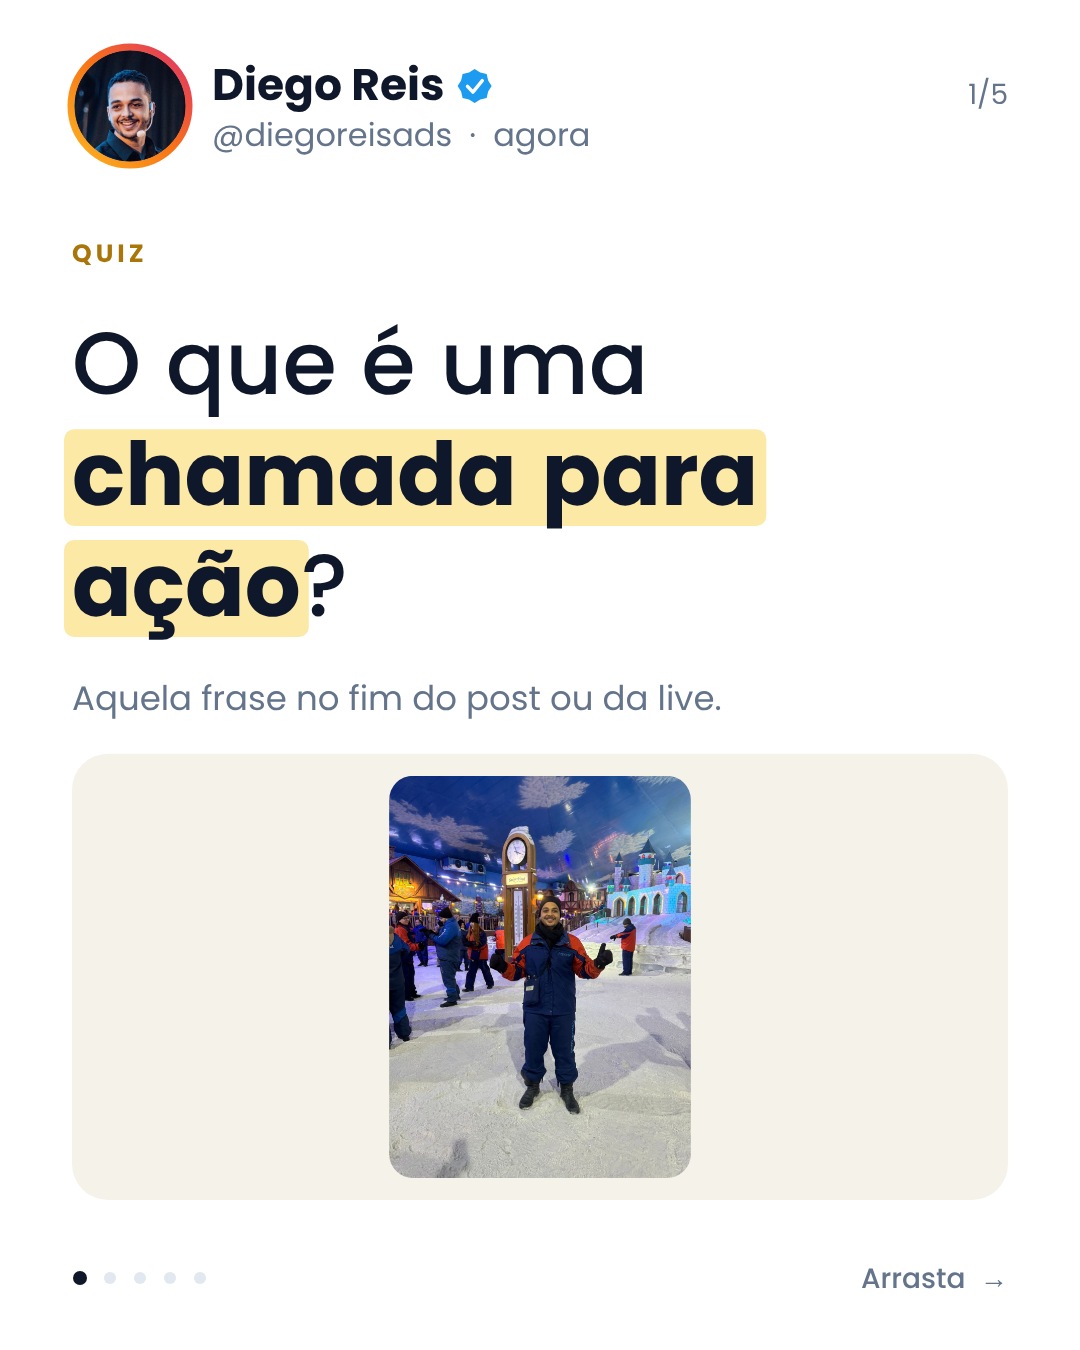 Diego Reis
@diegoreisads · agora
1/5
QUIZ
O que é uma
chamada para
ação?
Aquela frase no fim do post ou da live.
Arrasta →